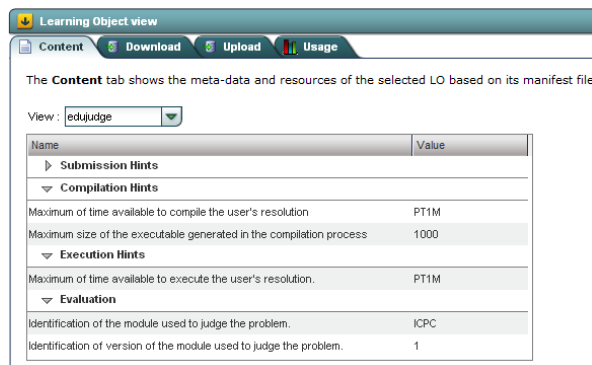 Learning Object view
Content Download Upload Usage
The Content tab shows the meta-data and resources of the selected LO based on its manifest file
View : edujudge
Name Value
Submission Hints
Compilation Hints
Maximum of time available to compile the user's resolution PT1M
Maximum size of the executable generated in the compilation process 1000
Execution Hints
Maximum of time available to execute the user's resolution. PT1M
Evaluation
Identification of the module used to judge the problem. ICPC
Identification of version of the module used to judge the problem. 1